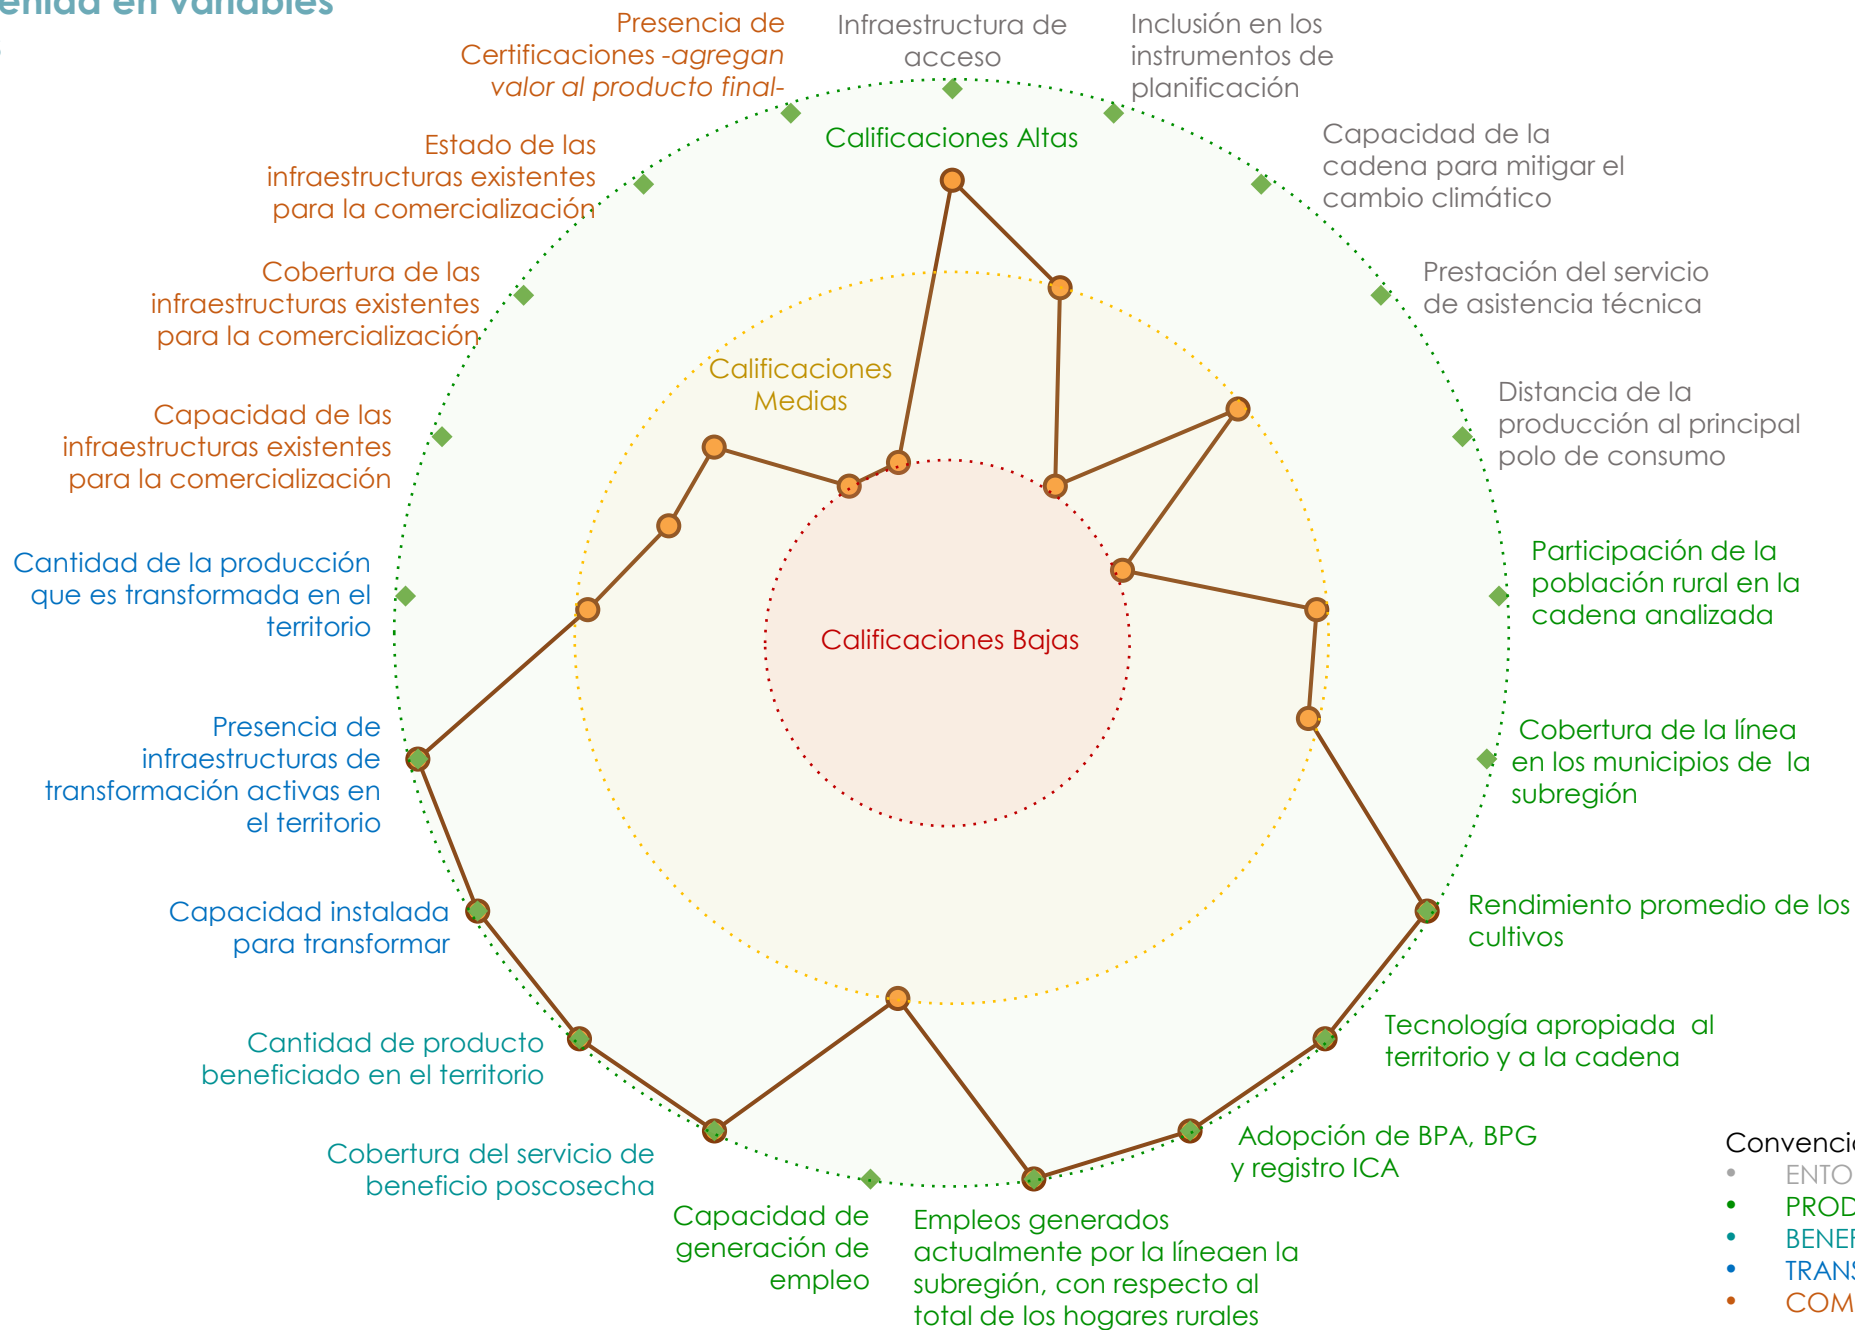 en variables
Presencia de
Certificaciones -agregan
valor al producto final-
Infraestructura de
acceso
Inclusión en los
instrumentos de
planificación
Calificaciones Altas
Capacidad de la
cadena para mitigar el
cambio climático
Estado de las
infraestructuras existentes
para la comercialización
Prestación del servicio
de asistencia técnica
Cobertura de las
infraestructuras existentes
para la comercialización
Calificaciones
Medias
Distancia de la
producción al principal
polo de consumo
Capacidad de las
infraestructuras existentes
para la comercialización
Participación de la
población rural en la
cadena analizada
Cantidad de la producción
que es transformada en el
territorio
Calificaciones Bajas
Presencia de
infraestructuras de
transformación activas en
el territorio
Cobertura de la línea
en los municipios de la
subregión
Rendimiento promedio de los
cultivos
Capacidad instalada
para transformar
Tecnología apropiada al
territorio y a la cadena
Cantidad de producto
beneficiado en el territorio
Adopción de BPA, BPG
y registro ICA
Cobertura del servicio de
beneficio poscosecha
Capacidad de
generación de
empleo
Empleos generados
actualmente por la líneaen la
subregión, con respecto al
total de los hogares rurales